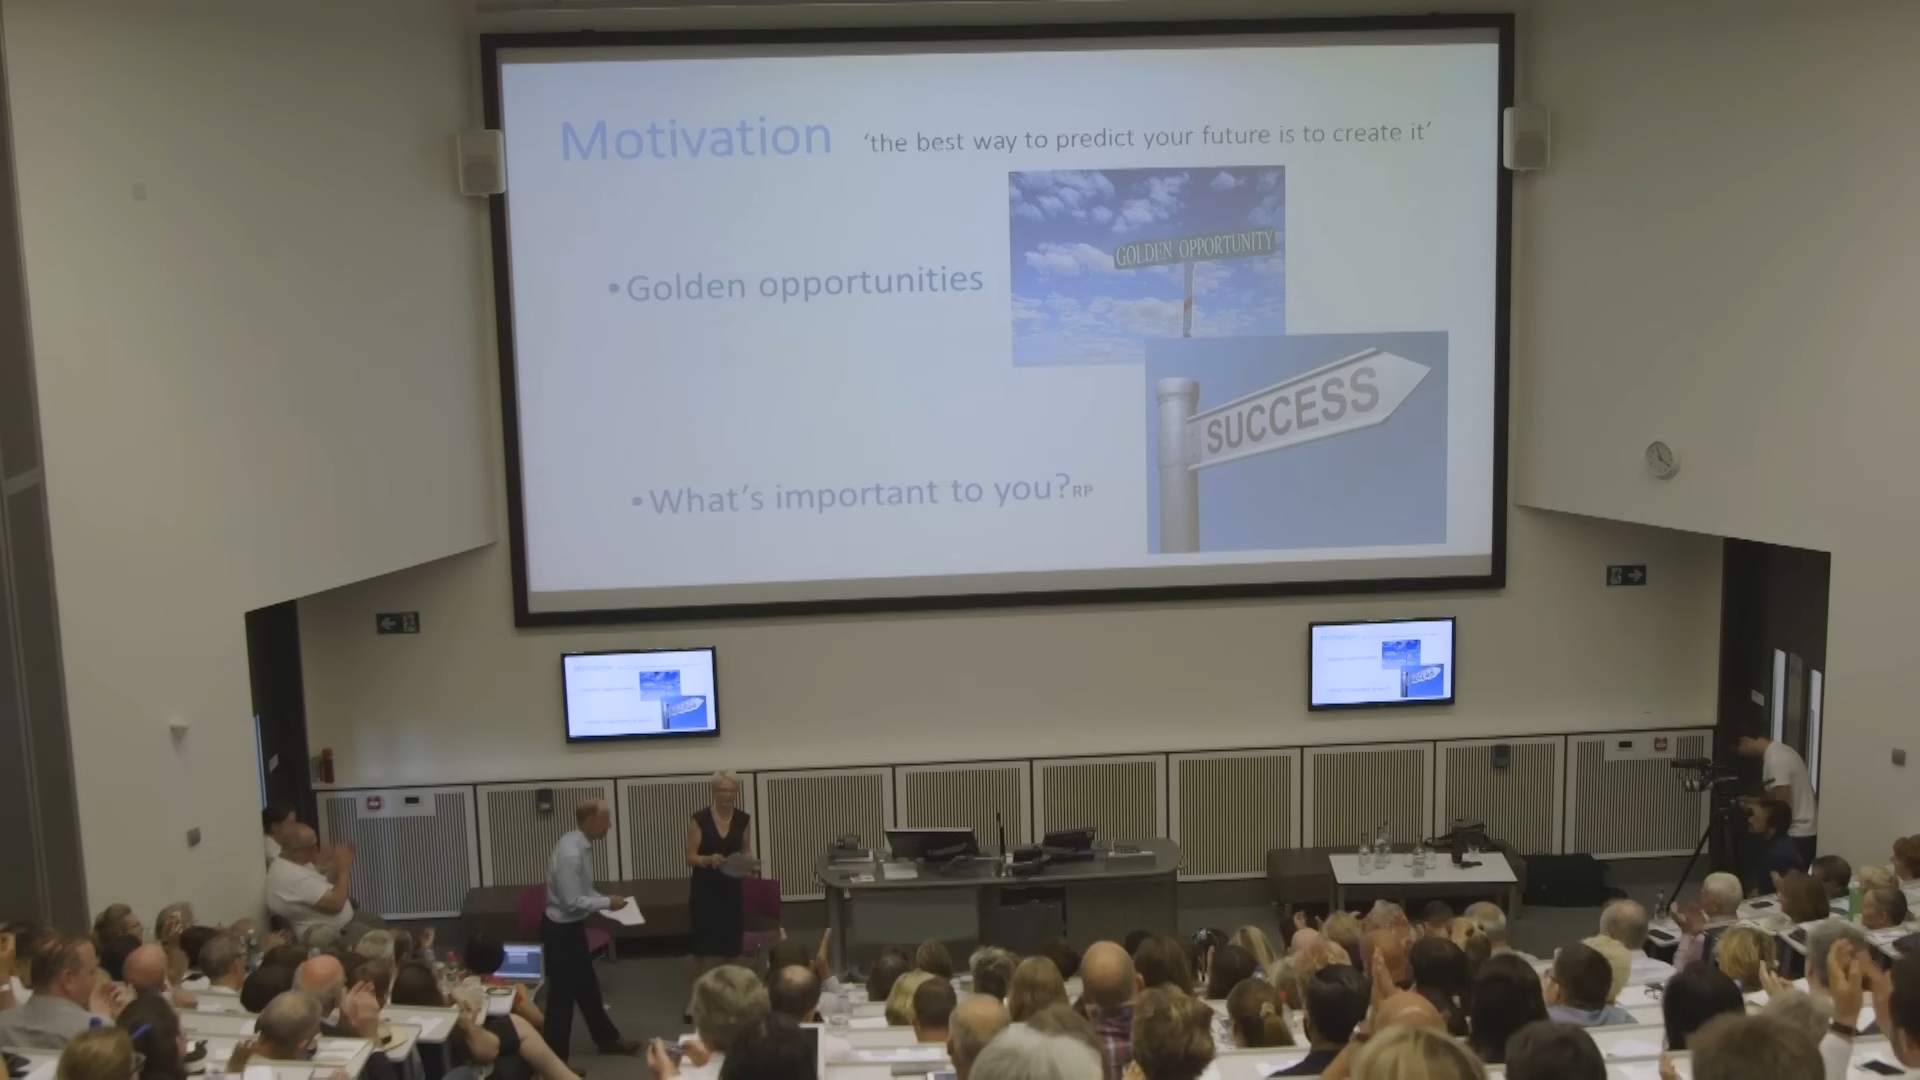 Motivation 'the best way to predict your future is to create it'
GOLDEN OPPORTUNITY
•Golden opportunities
SUCCESS
•What's important to you?RP